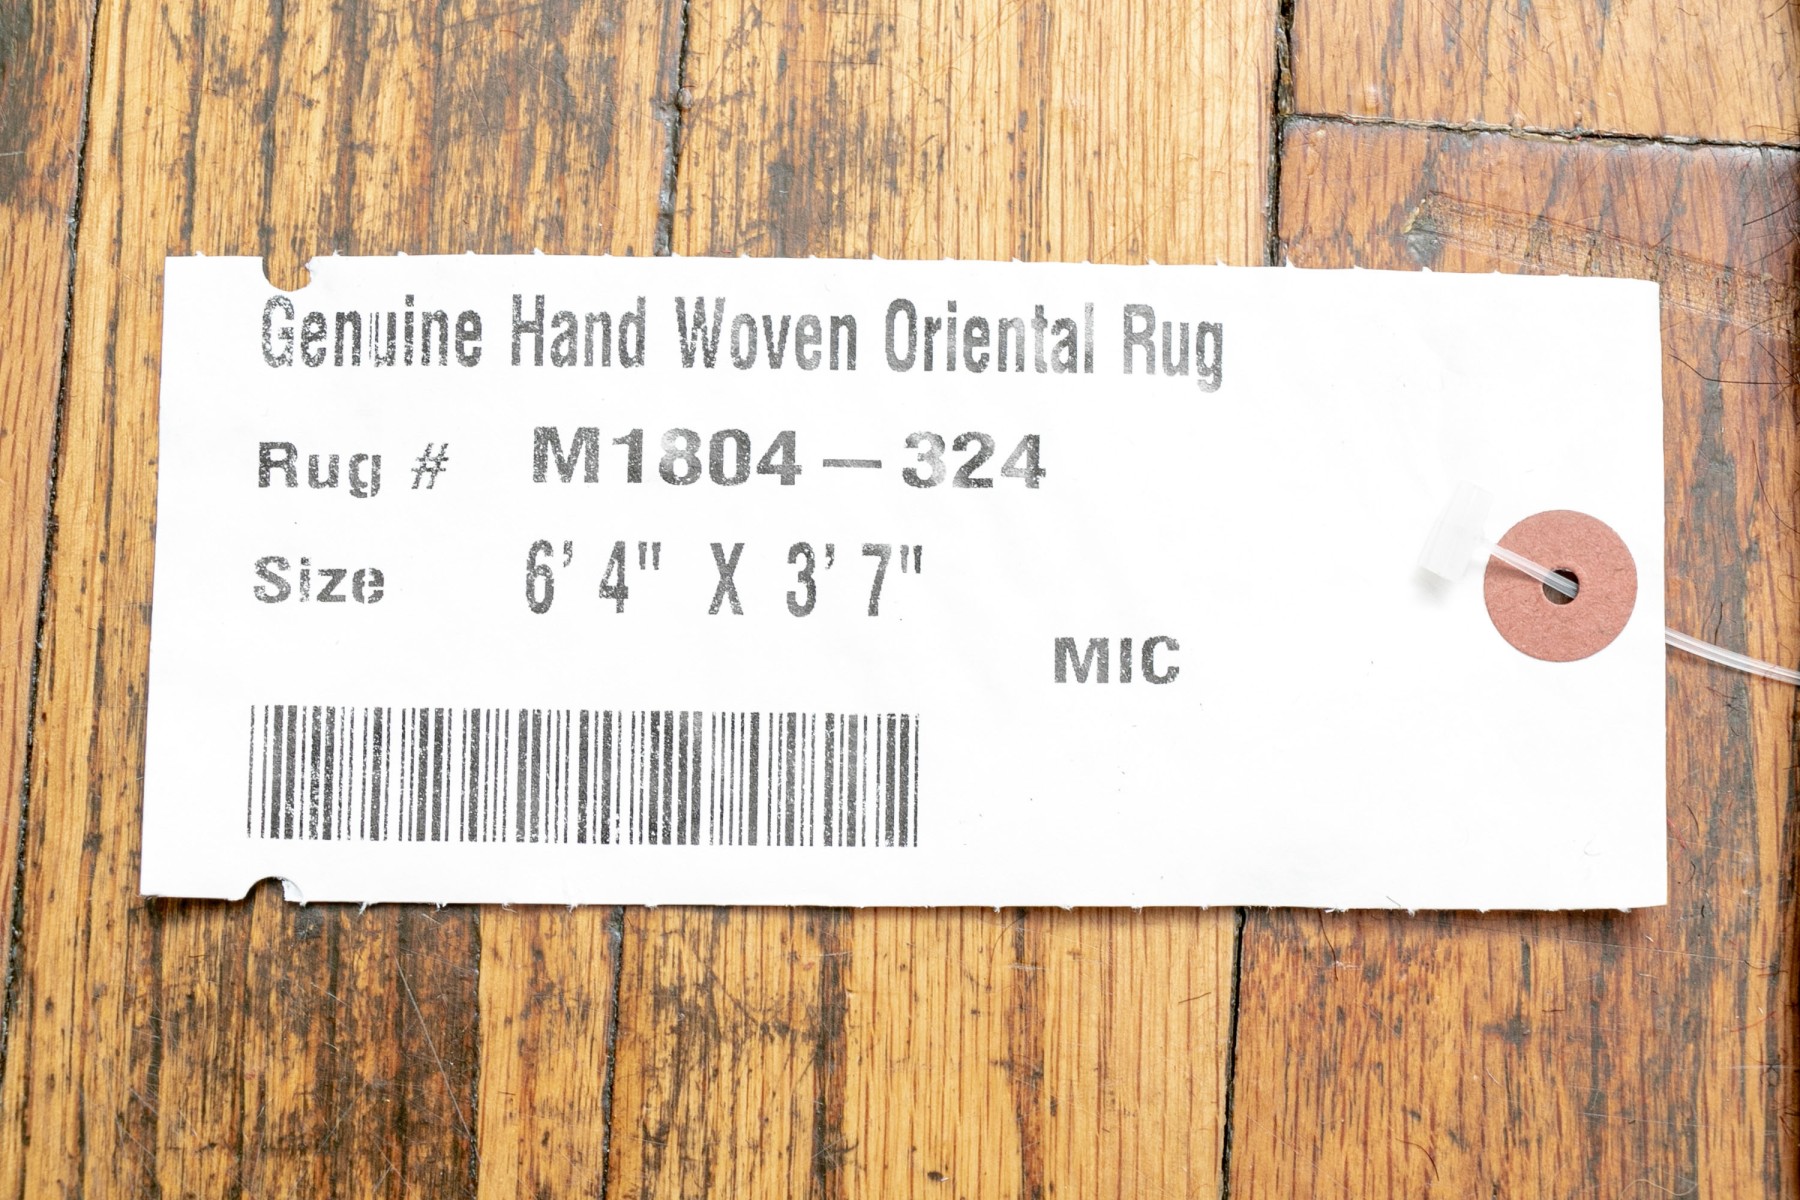 Genuine Hand Woven Oriental Rug
Rug # M1804-324
Size 6' 4" X 3' 7"
MIC